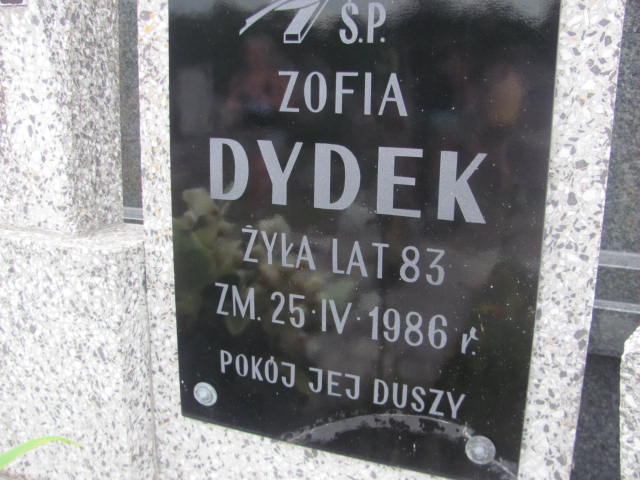 Ś.P.
ZOFIA
DYDEK
ŻYŁA LAT 83
ZM. 25·IV·1986 r.
POKÓJ JEJ DUSZY